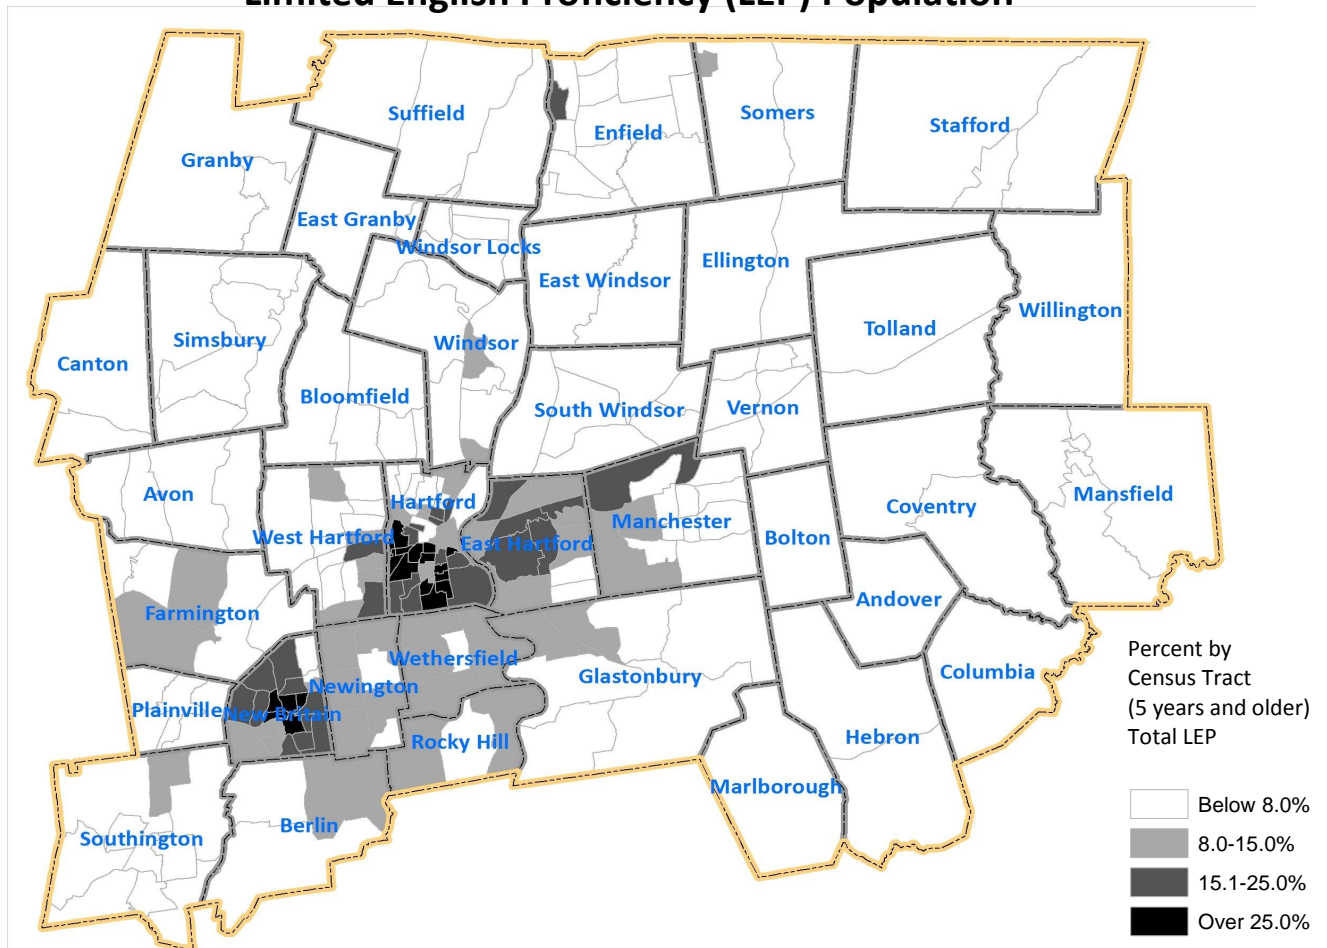 Limited English Proficiency (LEP) Population
Suffield
Enfield
Somers
Stafford
Granby
East Granby
Windsor Locks
East Windsor
Ellington
Willington
Tolland
Simsbury
Windsor
Canton
Bloomfield
South Windsor
Vernon
Avon
Hartford
Manchester
Coventry
Mansfield
West Hartford
East Hartford
Bolton
Andover
Farmington
Wethersfield
Glastonbury
Columbia
Newington
Plainville
New Britain
Rocky Hill
Hebron
Marlborough
Berlin
Southington
Percent by
Census Tract
(5 years and older)
Total LEP
Below 8.0%
8.0-15.0%
15.1-25.0%
Over 25.0%